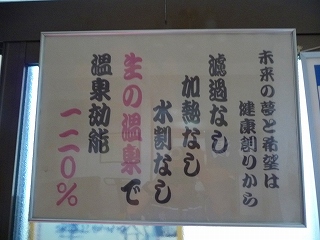 未来の夢と希望は
健康創りから
濾過なし
加熱なし
水割なし
生の温泉で
温泉効能
一二〇%